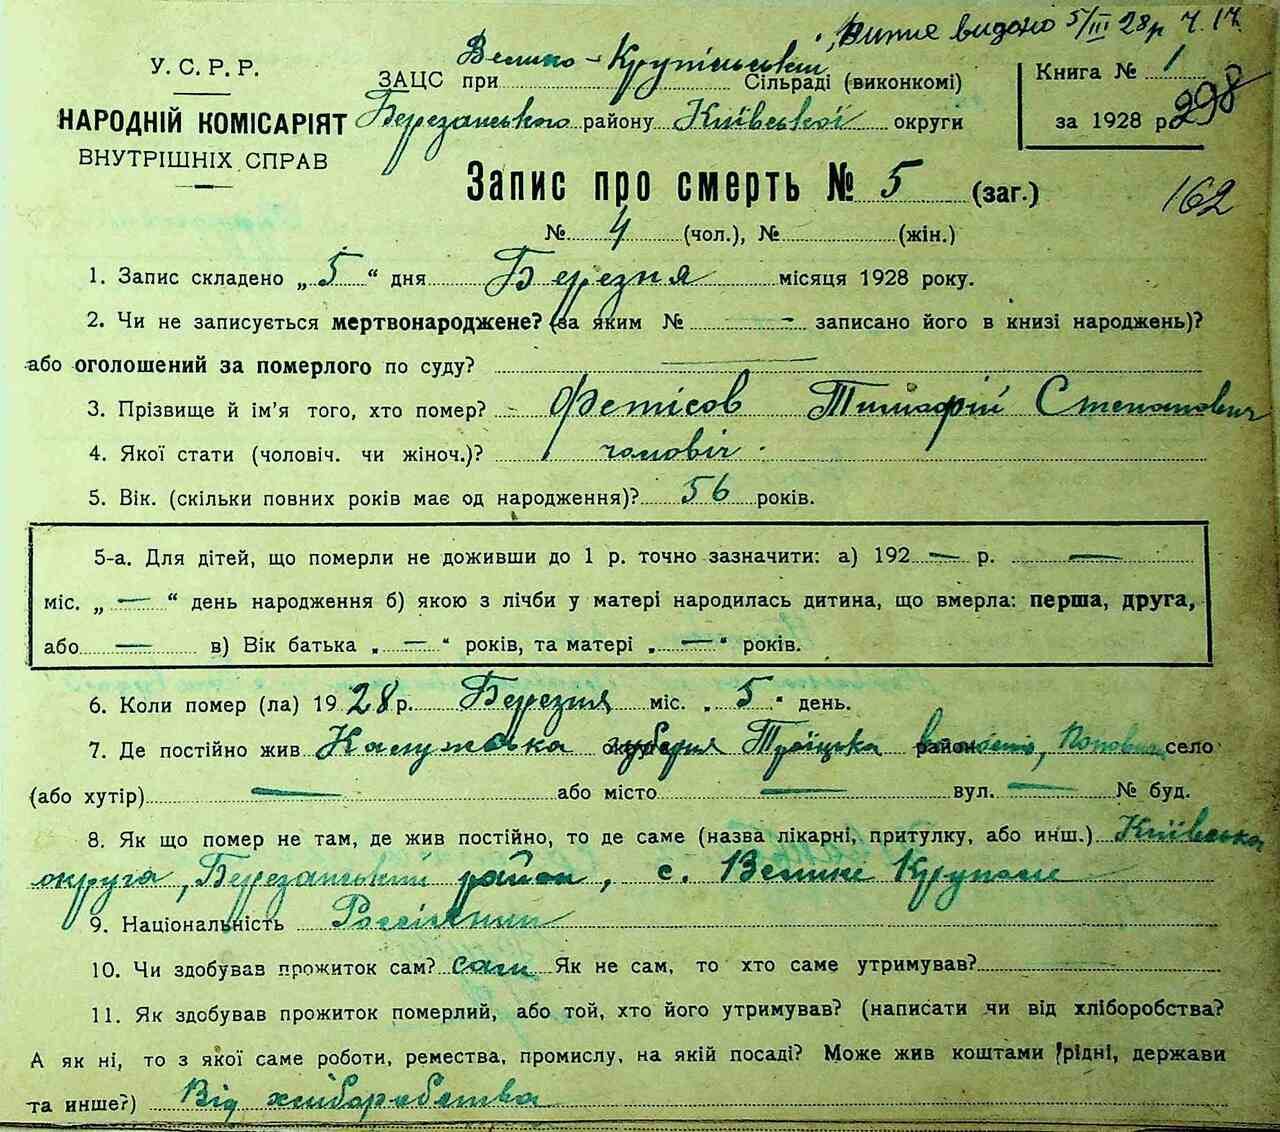 Витяг видано 5/III 28р Ч. 17.
У. С. Р. Р.
НАРОДНІЙ КОМІСАРІЯТ
ВНУТРІШНІХ СПРАВ
ЗАЦС при Велико-Крупільській Сільраді (виконкомі)
Березанського району Київської округи
Книга № 1
за 1928 р.
298
162
Запис про смерть № 5 (заг.)
№ 4 (чол.), № (жін.)
1. Запис складено „5“ дня Березня місяця 1928 року.
2. Чи не записується мертвонароджене? (за яким № — записано його в книзі народжень)?
або оголошений за померлого по суду? —
3. Прізвище й ім'я того, хто помер? Фетісов Тимофій Степанович
4. Якої стати (чоловіч. чи жіноч.)? чоловіч.
5. Вік. (скільки повних років має од народження)? 56 років.
5-а. Для дітей, що померли не доживши до 1 р. точно зазначити: а) 192 — р. —
міс. „—“ день народження б) якою з лічби у матері народилась дитина, що вмерла: перша, друга,
або — в) Вік батька „—“ років, та матері „—“ років.
6. Коли помер (ла) 1928 р. Березня міс. „5“ день.
7. Де постійно жив Калужська губерня Троїцька волость, село
(або хутір) — або місто — вул. — № буд.
8. Як що помер не там, де жив постійно, то де саме (назва лікарні, притулку, або инш.) Київська
округа, Березанський район, с. Велике Крупole
9. Національність Россіянин
10. Чи здобував прожиток сам? сам Як не сам, то хто саме утримував?
11. Як здобував прожиток померлий, або той, хто його утримував? (написати чи від хліборобства?
А як ні, то з якої саме роботи, ремества, промислу, на якій посаді? Може жив коштами рідні, держави
та инше?) Від хліборобства